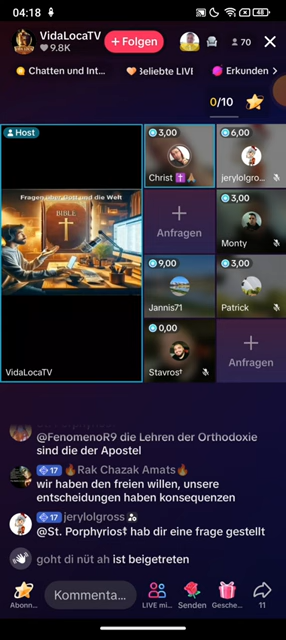 04:18
48
VidaLocaTV
9.8K
+ Folgen
70
Chatten und Int...
Beliebte LIVE
Erkunden
0/10
Host
3,00
6,00
Christ
jerylgro...
Fragen über Gott und die Welt
BIBLE
Anfragen
3,00
Monty
9,00
3,00
Jannis71
Patrick
0,00
Anfragen
VidaLocaTV
Stavros†
@FenomenoR9 die Lehren der Orthodoxie
sind die der Apostel
17 Rak Chazak Amats
wir haben den freien willen, unsere
entscheidungen haben konsequenzen
17 jerylgross
@St. Porphyrios‡ hab dir eine frage gestellt
goht di nüt ah ist beigetreten
Kommenta...
Abonn...
LIVE mi...
Senden
Gesche...
11